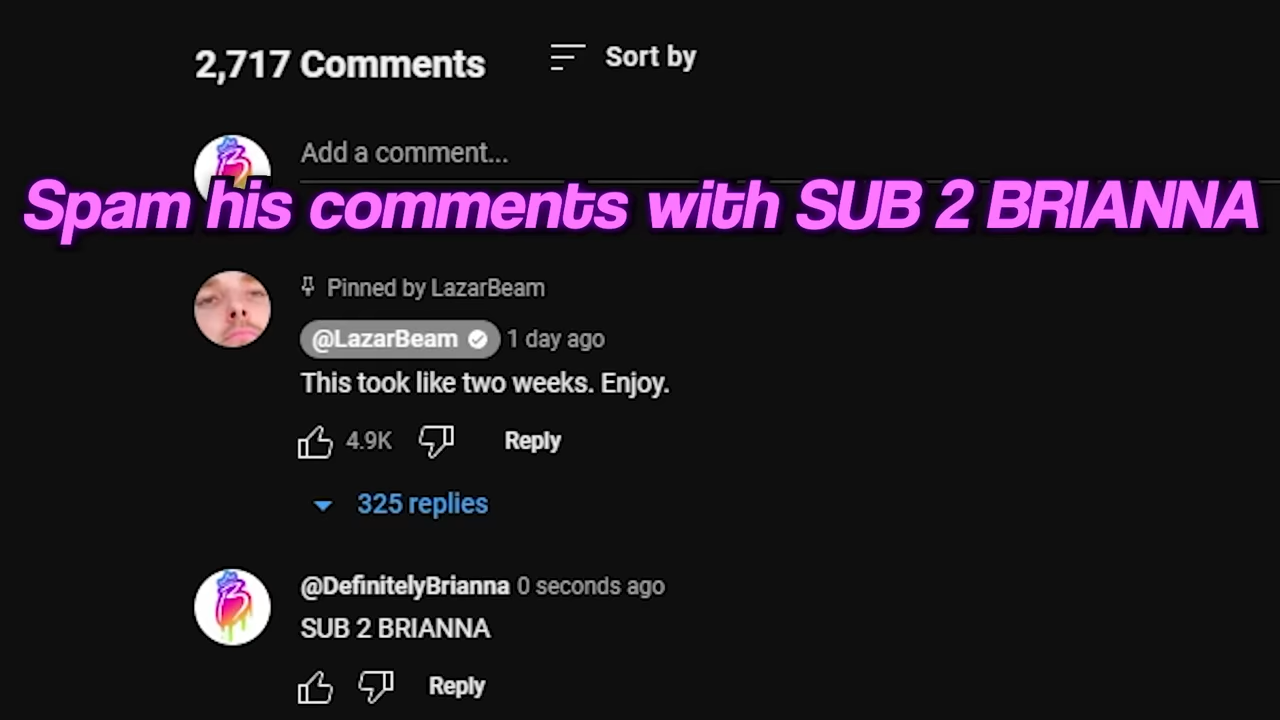 2,717 Comments
Sort by
Add a comment...
Spam his comments with SUB 2 BRIANNA
Pinned by LazarBeam
@LazarBeam 1 day ago
This took like two weeks. Enjoy.
4.9K Reply
325 replies
@DefinitelyBrianna 0 seconds ago
SUB 2 BRIANNA
Reply